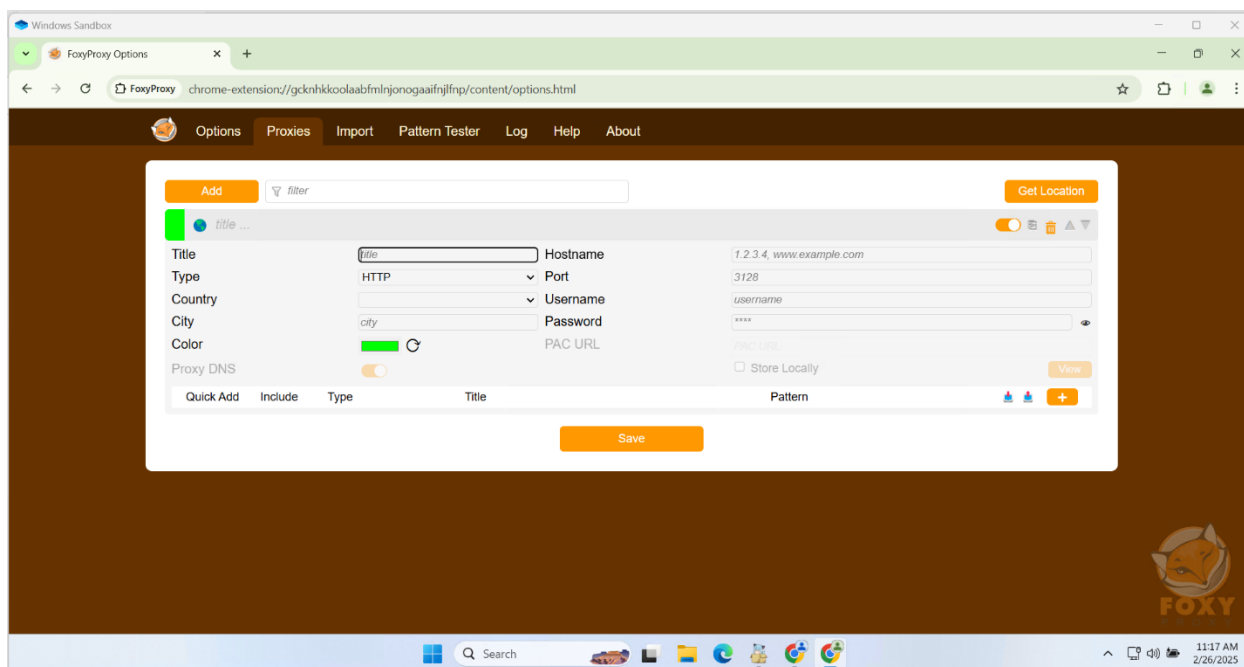 Windows Sandbox
FoxyProxy Options
FoxyProxy chrome-extension://gcknhkkoolaabfmlnjonogaaifnjlfnp/content/options.html
Options Proxies Import Pattern Tester Log Help About
Add filter Get Location
title ...
Title title Hostname 1.2.3.4, www.example.com
Type HTTP Port 3128
Country Username username
City city Password ****
Color PAC URL PAC URL
Proxy DNS Store Locally View
Quick Add Include Type Title Pattern +
Save
FOXY
PROXY
Search
11:17 AM
2/26/2025